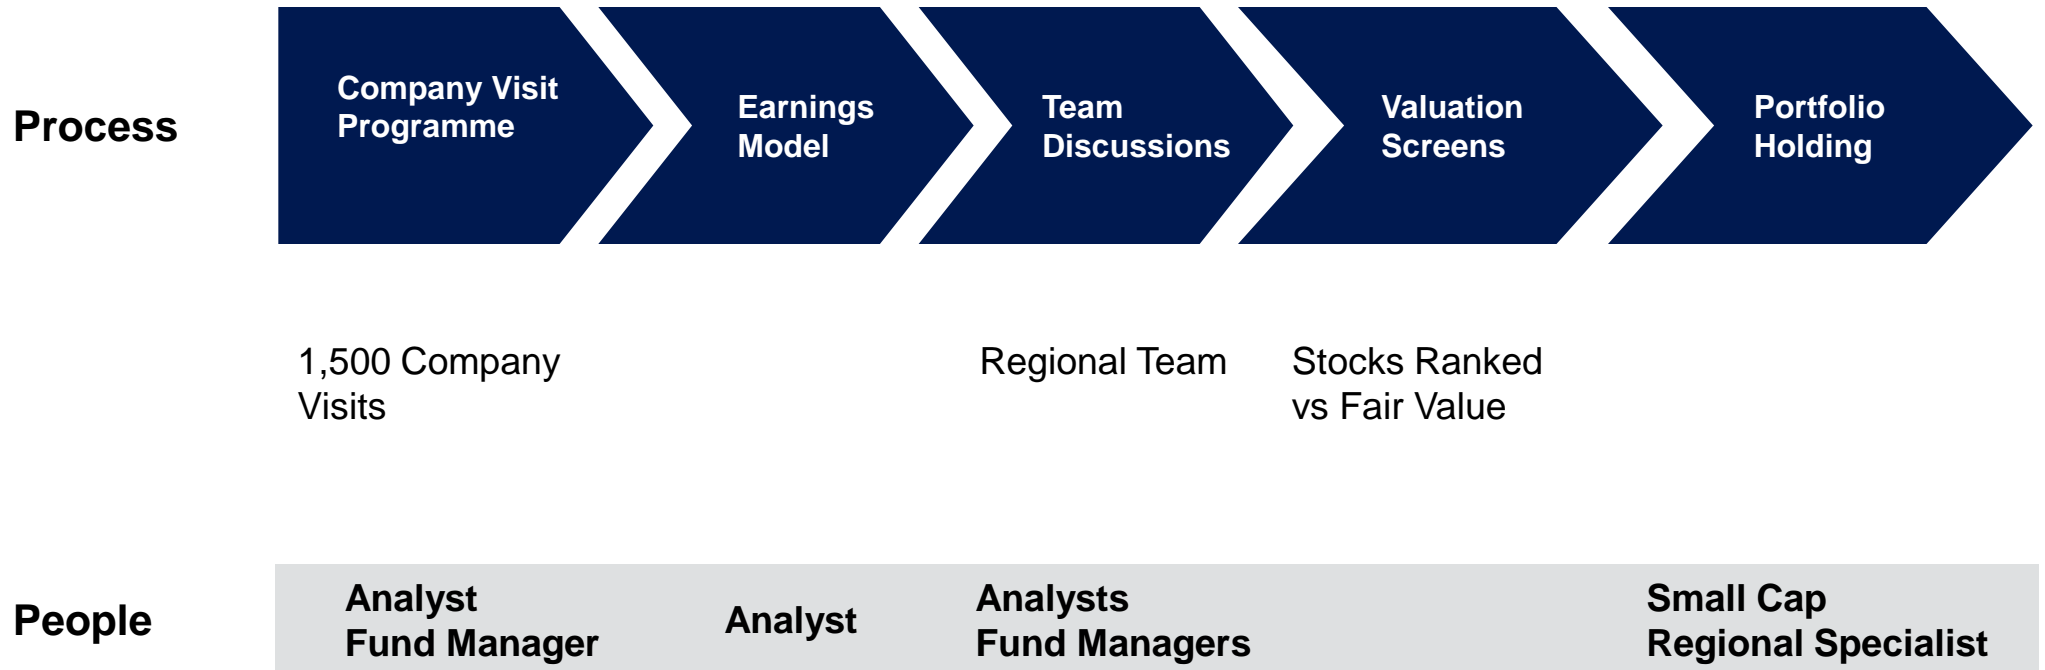 Process
Company Visit
Programme
Earnings
Model
Team
Discussions
Valuation
Screens
Portfolio
Holding
1,500 Company
Visits
Regional Team
Stocks Ranked
vs Fair Value
People
Analyst
Fund Manager
Analyst
Analysts
Fund Managers
Small Cap
Regional Specialist